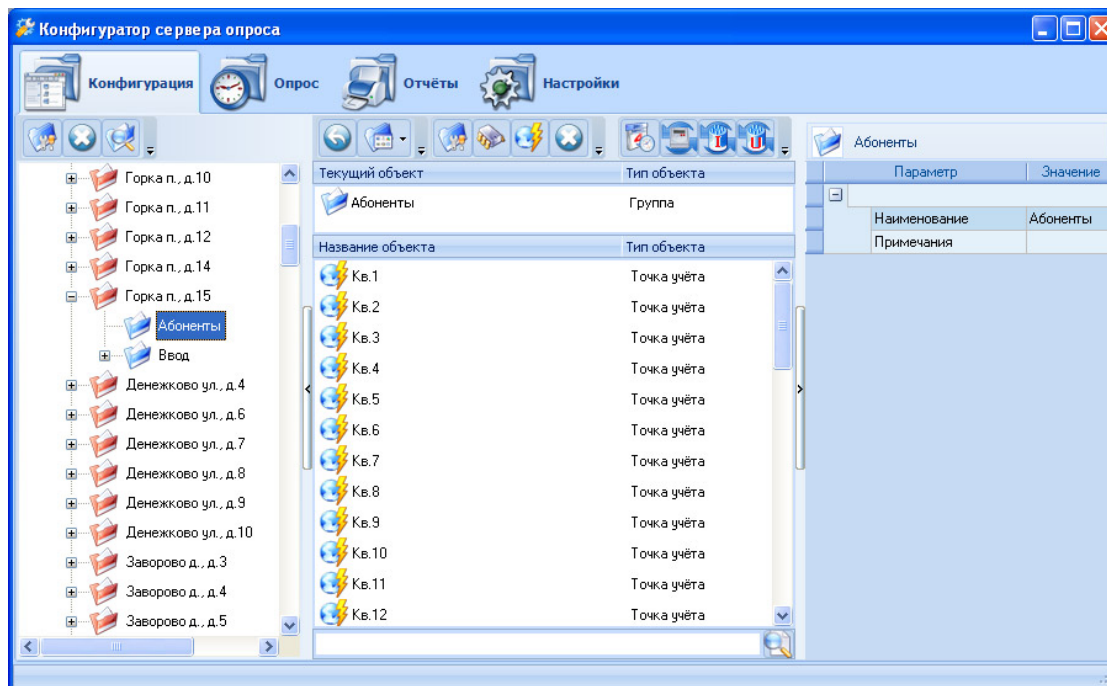 Конфигуратор сервера опроса
Конфигурация Опрос Отчёты Настройки
Горка п., д.10
Горка п., д.11
Горка п., д.12
Горка п., д.14
Горка п., д.15
Абоненты
Ввод
Денежково ул., д.4
Денежково ул., д.6
Денежково ул., д.7
Денежково ул., д.8
Денежково ул., д.9
Денежково ул., д.10
Заворово д., д.3
Заворово д., д.4
Заворово д., д.5
Текущий объект Тип объекта
Абоненты Группа
Название объекта Тип объекта
Кв.1 Точка учёта
Кв.2 Точка учёта
Кв.3 Точка учёта
Кв.4 Точка учёта
Кв.5 Точка учёта
Кв.6 Точка учёта
Кв.7 Точка учёта
Кв.8 Точка учёта
Кв.9 Точка учёта
Кв.10 Точка учёта
Кв.11 Точка учёта
Кв.12 Точка учёта
Абоненты
Параметр Значение
Наименование Абоненты
Примечания